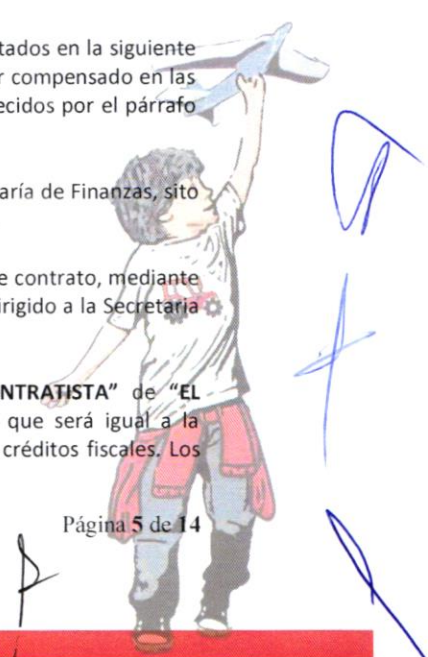 tados en la siguiente
r compensado en las
ecidos por el párrafo
aría de Finanzas, sito
e contrato, mediante
irigido a la Secretaria
NTRATISTA” de “EL
que será igual a la
créditos fiscales. Los
Página 5 de 14